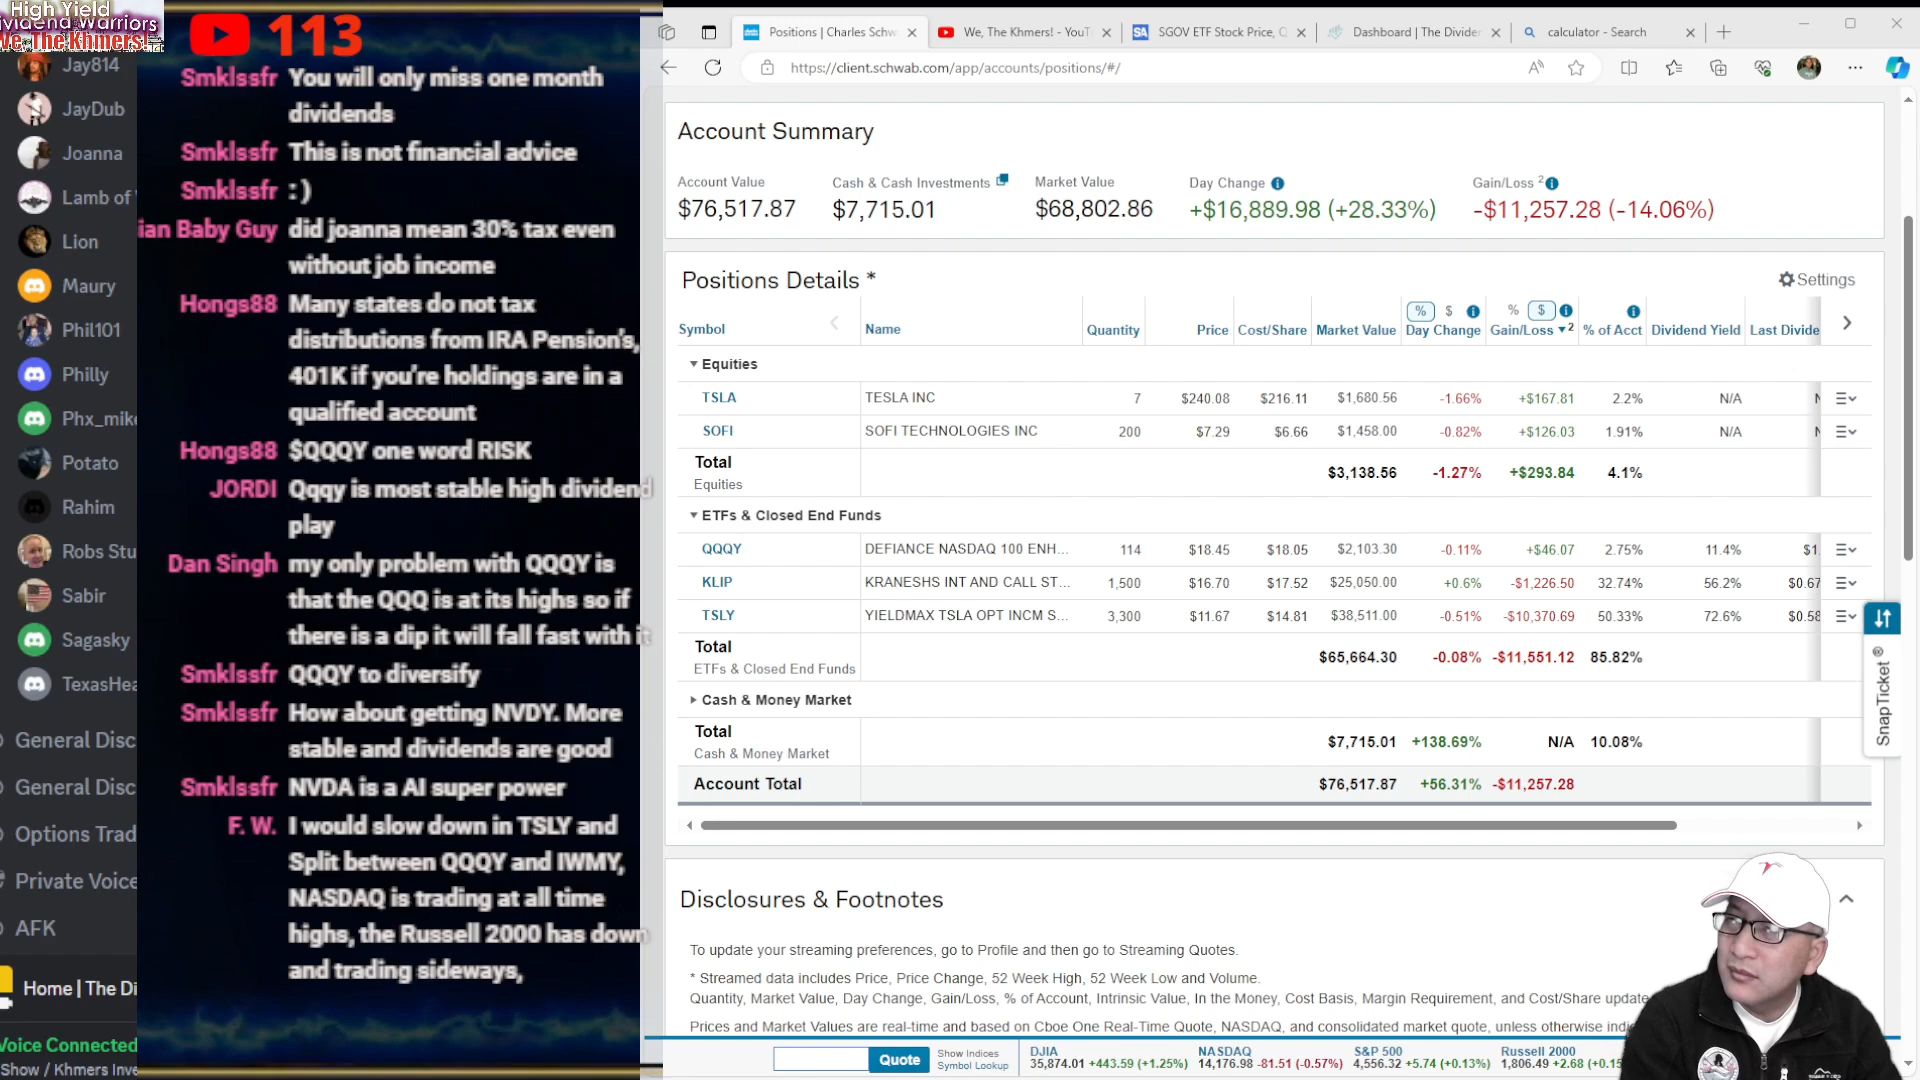 High Yield
Dividend Warriors
We, The Khmers!
Jay814
JayDub
Joanna
Lamb of
Lion
Maury
Phil101
Philly
Phx_mike
Potato
Rahim
Robs Stu
Sabir
Sagasky
TexasHea
General Disc
General Disc
Options Trad
Private Voice
AFK
Home | The Di
Voice Connected
Show / Khmers Inve
113
Smklssfr You will only miss one month
dividends
Smklssfr This is not financial advice
Smklssfr : )
ian Baby Guy did joanna mean 30% tax even
without job income
Hongs88 Many states do not tax
distributions from IRA Pension's,
401K if you're holdings are in a
qualified account
Hongs88 $QQQY one word RISK
JORDI Qqqy is most stable high dividend
play
Dan Singh my only problem with QQQY is
that the QQQ is at its highs so if
there is a dip it will fall fast with it
Smklssfr QQQY to diversify
Smklssfr How about getting NVDY. More
stable and dividends are good
Smklssfr NVDA is a AI super power
F. W. I would slow down in TSLY and
Split between QQQY and IWMY,
NASDAQ is trading at all time
highs, the Russell 2000 has down
and trading sideways,
Positions | Charles Schw
We, The Khmers! - YouT
SA SGOV ETF Stock Price, Q
Dashboard | The Divider
calculator - Search
https://client.schwab.com/app/accounts/positions/#/
Account Summary
Account Value Cash & Cash Investments Market Value Day Change Gain/Loss 2
$76,517.87 $7,715.01 $68,802.86 +$16,889.98 (+28.33%) -$11,257.28 (-14.06%)
Positions Details *
Settings
% $ % $
Symbol Name Quantity Price Cost/Share Market Value Day Change Gain/Loss 2 % of Acct Dividend Yield Last Divide
Equities
TSLA TESLA INC 7 $240.08 $216.11 $1,680.56 -1.66% +$167.81 2.2% N/A
SOFI SOFI TECHNOLOGIES INC 200 $7.29 $6.66 $1,458.00 -0.82% +$126.03 1.91% N/A
Total
Equities
$3,138.56 -1.27% +$293.84 4.1%
ETFs & Closed End Funds
QQQY DEFIANCE NASDAQ 100 ENH... 114 $18.45 $18.05 $2,103.30 -0.11% +$46.07 2.75% 11.4% $1.
KLIP KRANESHS INT AND CALL ST... 1,500 $16.70 $17.52 $25,050.00 +0.6% -$1,226.50 32.74% 56.2% $0.67
TSLY YIELDMAX TSLA OPT INCM S... 3,300 $11.67 $14.81 $38,511.00 -0.51% -$10,370.69 50.33% 72.6% $0.58
Total
ETFs & Closed End Funds
$65,664.30 -0.08% -$11,551.12 85.82%
Cash & Money Market
Total
Cash & Money Market
$7,715.01 +138.69% N/A 10.08%
Account Total $76,517.87 +56.31% -$11,257.28
SnapTicket ®
Disclosures & Footnotes
To update your streaming preferences, go to Profile and then go to Streaming Quotes.
* Streamed data includes Price, Price Change, 52 Week High, 52 Week Low and Volume.
Quantity, Market Value, Day Change, Gain/Loss, % of Account, Intrinsic Value, In the Money, Cost Basis, Margin Requirement, and Cost/Share update
Prices and Market Values are real-time and based on Cboe One Real-Time Quote, NASDAQ, and consolidated market quote, unless otherwise indi
Quote
Show Indices
Symbol Lookup
DJIA
35,874.01 +443.59 (+1.25%)
NASDAQ
14,176.98 -81.51 (-0.57%)
S&P 500
4,556.32 +5.74 (+0.13%)
Russell 2000
1,806.49 +2.68 (+0.15